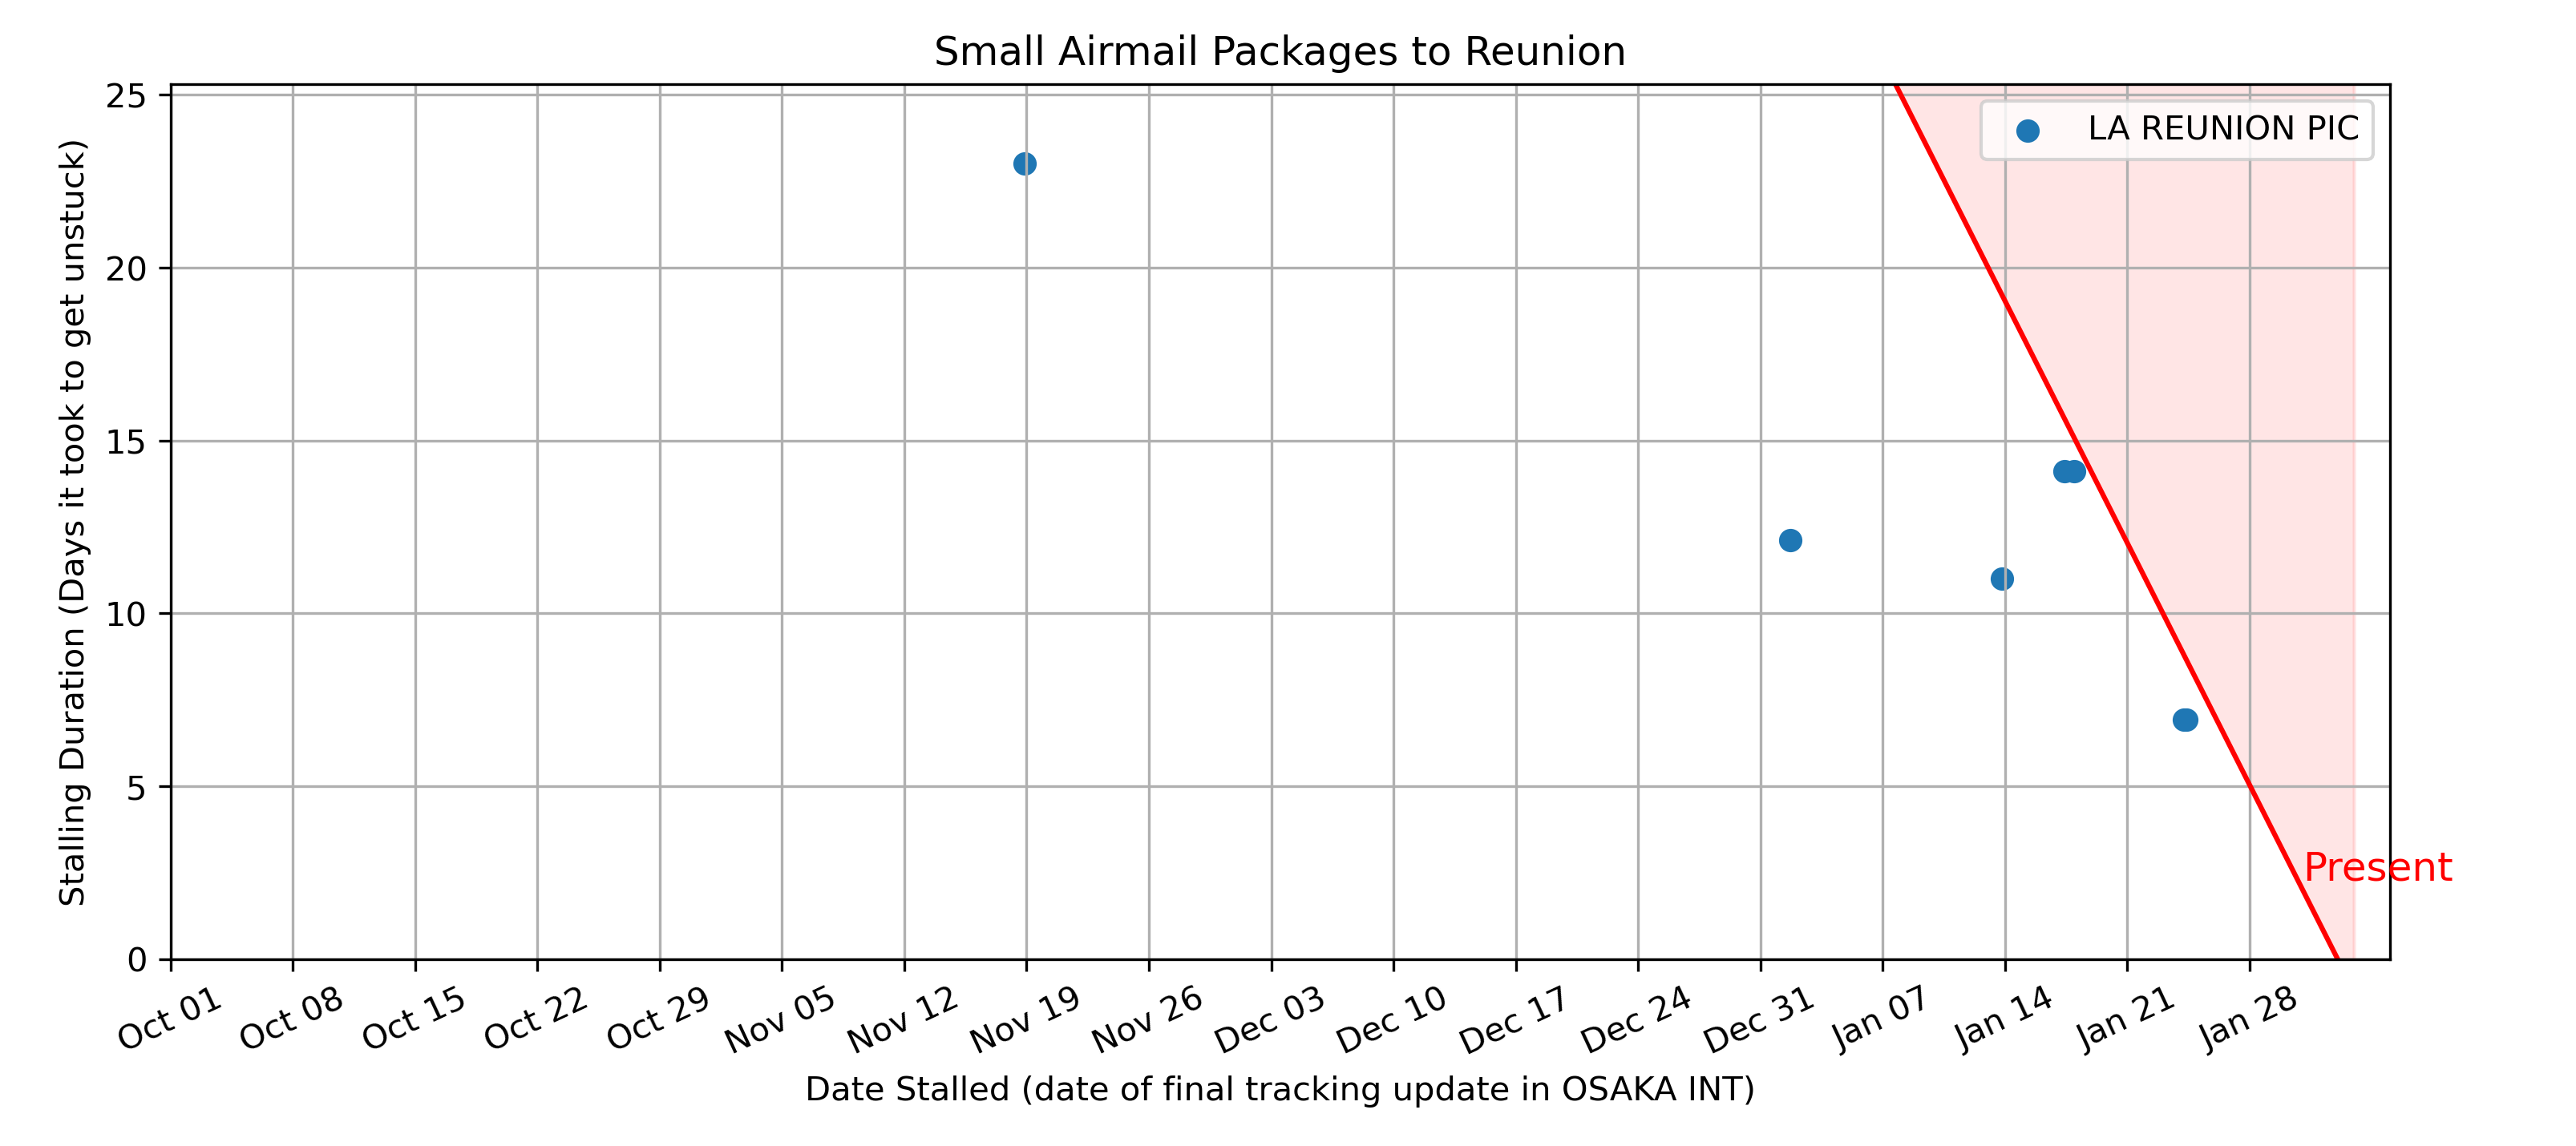 Small Airmail Packages to Reunion
LA REUNION PIC
Stalling Duration (Days it took to get unstuck)
25
20
15
10
5
0
Present
Oct 01
Oct 08
Oct 15
Oct 22
Oct 29
Nov 05
Nov 12
Nov 19
Nov 26
Dec 03
Dec 10
Dec 17
Dec 24
Dec 31
Jan 07
Jan 14
Jan 21
Jan 28
Date Stalled (date of final tracking update in OSAKA INT)